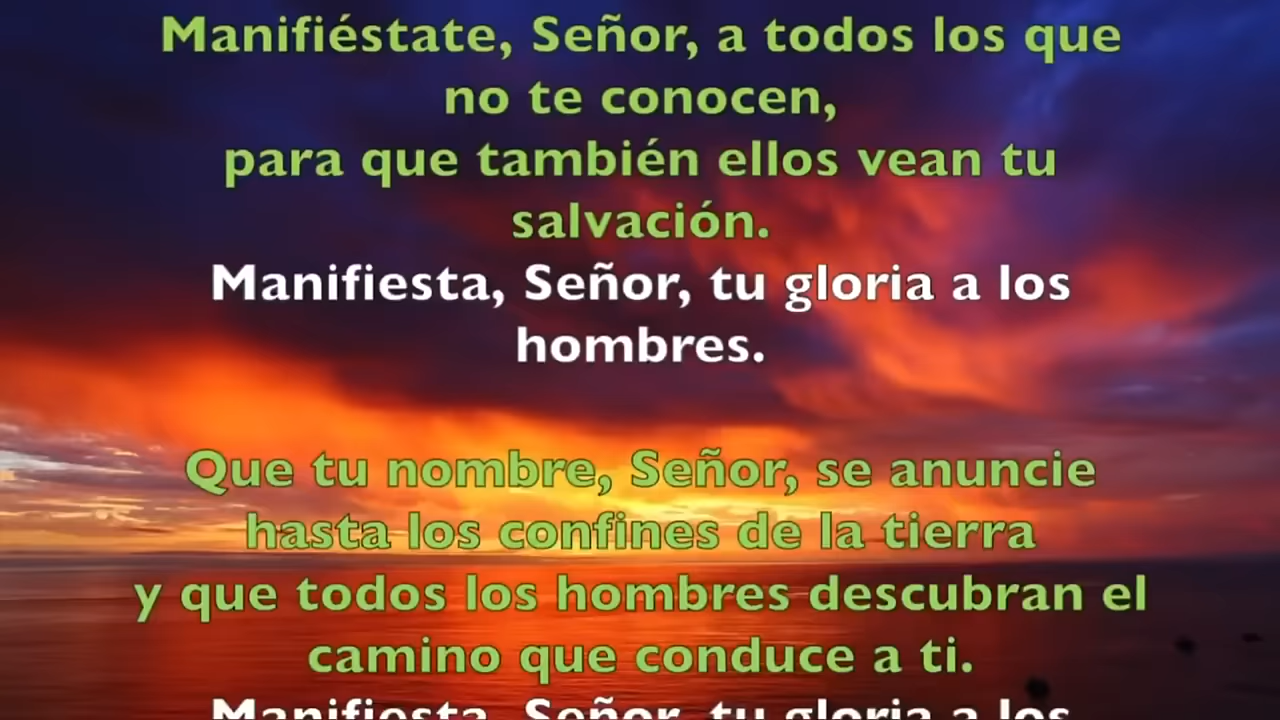 Manifiéstate, Señor, a todos los que
no te conocen,
para que también ellos vean tu
salvación.
Manifiesta, Señor, tu gloria a los
hombres.
Que tu nombre, Señor, se anuncie
hasta los confines de la tierra
y que todos los hombres descubran el
camino que conduce a ti.
Manifiesta, Señor, tu gloria a los